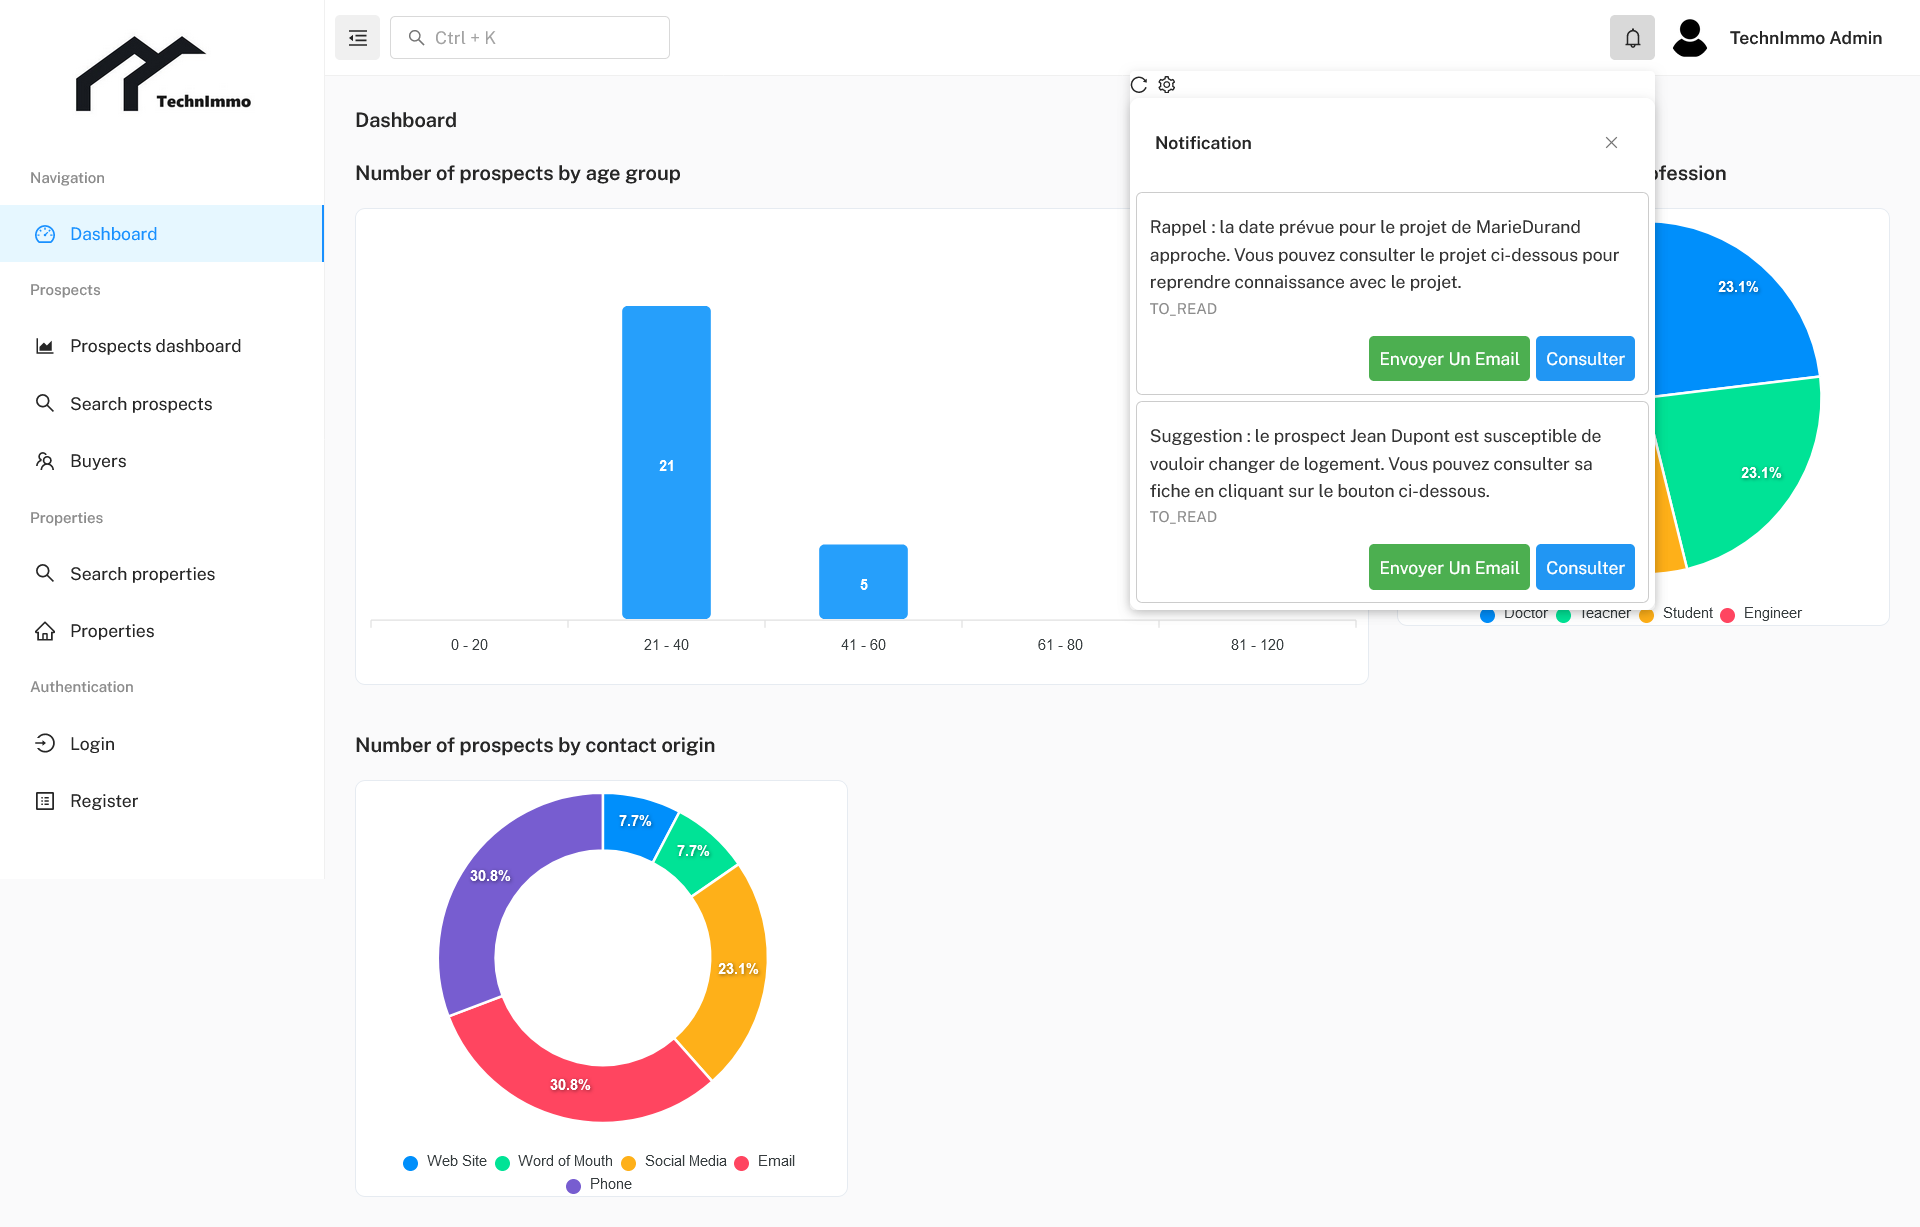 TechnImmo
Navigation
Dashboard
Prospects
Prospects dashboard
Search prospects
Buyers
Properties
Search properties
Properties
Authentication
Login
Register
Ctrl + K
TechnImmo Admin
Dashboard
Number of prospects by age group
21
5
0 - 20
21 - 40
41 - 60
61 - 80
81 - 120
Notification
Rappel : la date prévue pour le projet de MarieDurand
approche. Vous pouvez consulter le projet ci-dessous pour
reprendre connaissance avec le projet.
TO_READ
Envoyer Un Email
Consulter
Suggestion : le prospect Jean Dupont est susceptible de
vouloir changer de logement. Vous pouvez consulter sa
fiche en cliquant sur le bouton ci-dessous.
TO_READ
Envoyer Un Email
Consulter
23.1%
23.1%
Doctor
Teacher
Student
Engineer
Number of prospects by contact origin
7.7%
7.7%
30.8%
23.1%
30.8%
Web Site
Word of Mouth
Social Media
Email
Phone